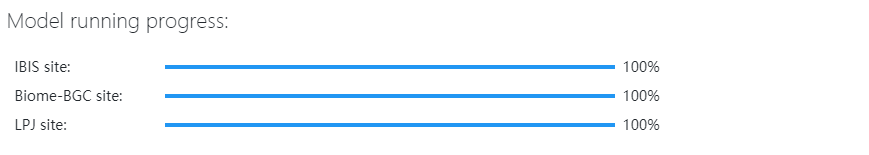 Model running progress:
IBIS site: 100%
Biome-BGC site: 100%
LPJ site: 100%